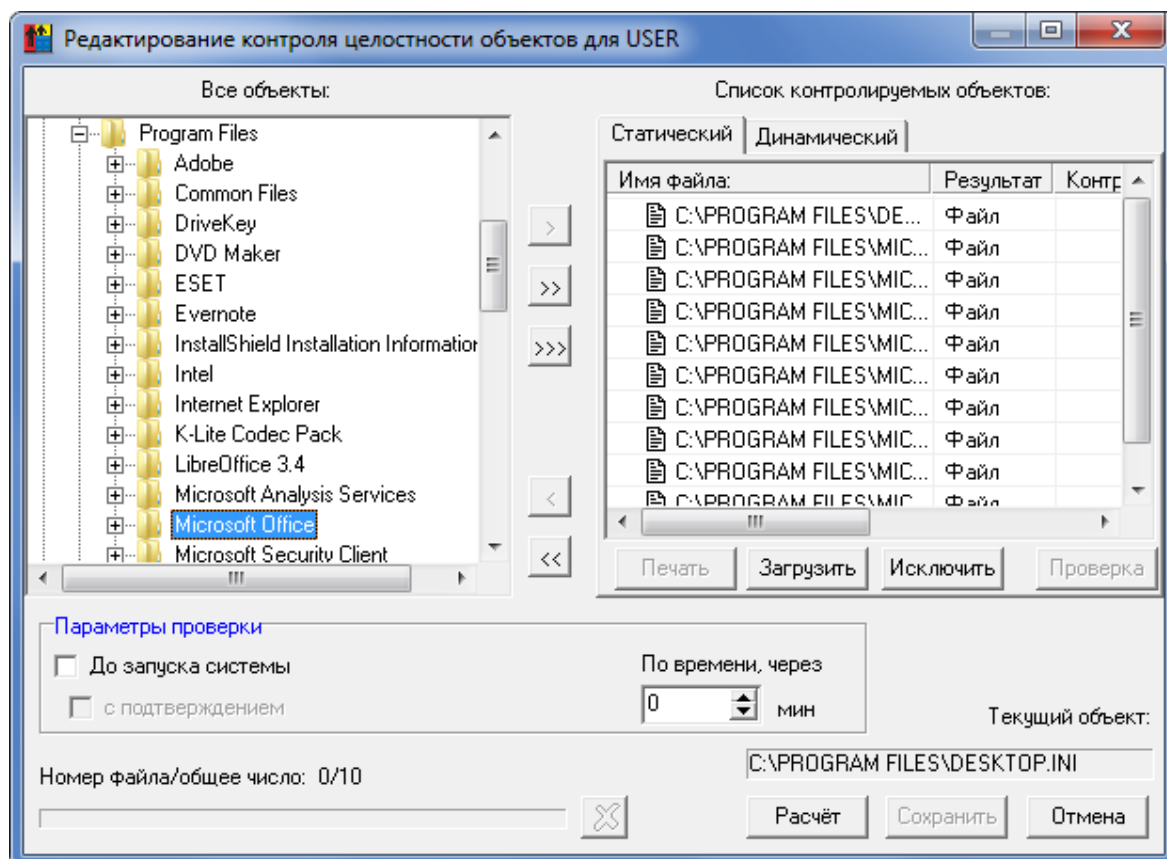 Редактирование контроля целостности объектов для USER
Все объекты:
Список контролируемых объектов:
Program Files
Adobe
Common Files
DriveKey
DVD Maker
ESET
Evernote
InstallShield Installation Information
Intel
Internet Explorer
K-Lite Codec Pack
LibreOffice 3.4
Microsoft Analysis Services
Microsoft Office
Microsoft Security Client
>
>>
>>>
<
<<
Статический Динамический
Имя файла: Результат Контр
C:\PROGRAM FILES\DE... Файл
C:\PROGRAM FILES\MIC... Файл
C:\PROGRAM FILES\MIC... Файл
C:\PROGRAM FILES\MIC... Файл
C:\PROGRAM FILES\MIC... Файл
C:\PROGRAM FILES\MIC... Файл
C:\PROGRAM FILES\MIC... Файл
C:\PROGRAM FILES\MIC... Файл
C:\PROGRAM FILES\MIC... Файл
C:\PROGRAM FILES\MIC... Файл
Печать Загрузить Исключить Проверка
Параметры проверки
До запуска системы
с подтверждением
По времени, через
0 мин
Текущий объект:
C:\PROGRAM FILES\DESKTOP.INI
Номер файла/общее число: 0/10
Расчёт Сохранить Отмена